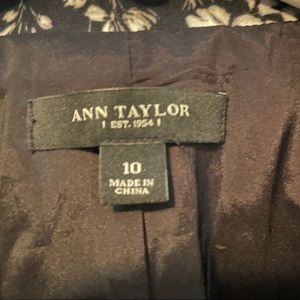 ANN TAYLOR
EST. 1954
10
MADE IN
CHINA